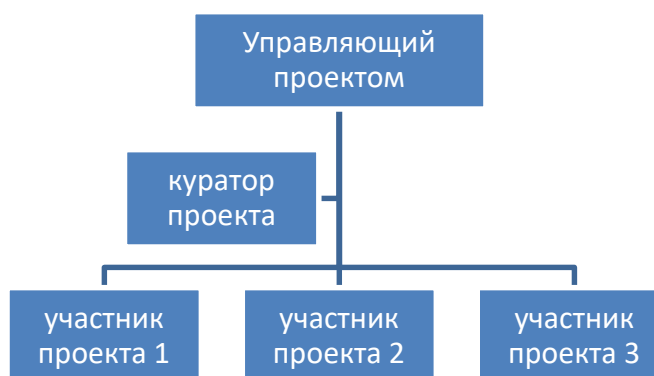 Управляющий
проектом
куратор
проекта
участник
проекта 1
участник
проекта 2
участник
проекта 3